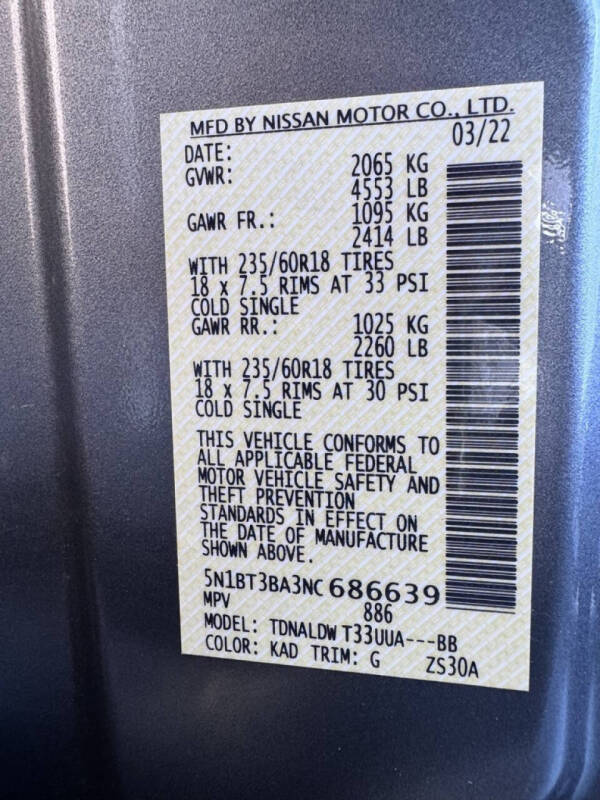 MFD BY NISSAN MOTOR CO., LTD.
DATE: 03/22
GVWR: 2065 KG
4553 LB
GAWR FR.: 1095 KG
2414 LB
WITH 235/60R18 TIRES
18 x 7.5 RIMS AT 33 PSI
COLD SINGLE
GAWR RR.: 1025 KG
2260 LB
WITH 235/60R18 TIRES
18 x 7.5 RIMS AT 30 PSI
COLD SINGLE
THIS VEHICLE CONFORMS TO
ALL APPLICABLE FEDERAL
MOTOR VEHICLE SAFETY AND
THEFT PREVENTION
STANDARDS IN EFFECT ON
THE DATE OF MANUFACTURE
SHOWN ABOVE.
5N1BT3BA3NC686639
MPV 886
MODEL: TDNALDW T33UUA---BB
COLOR: KAD TRIM: G ZS30A